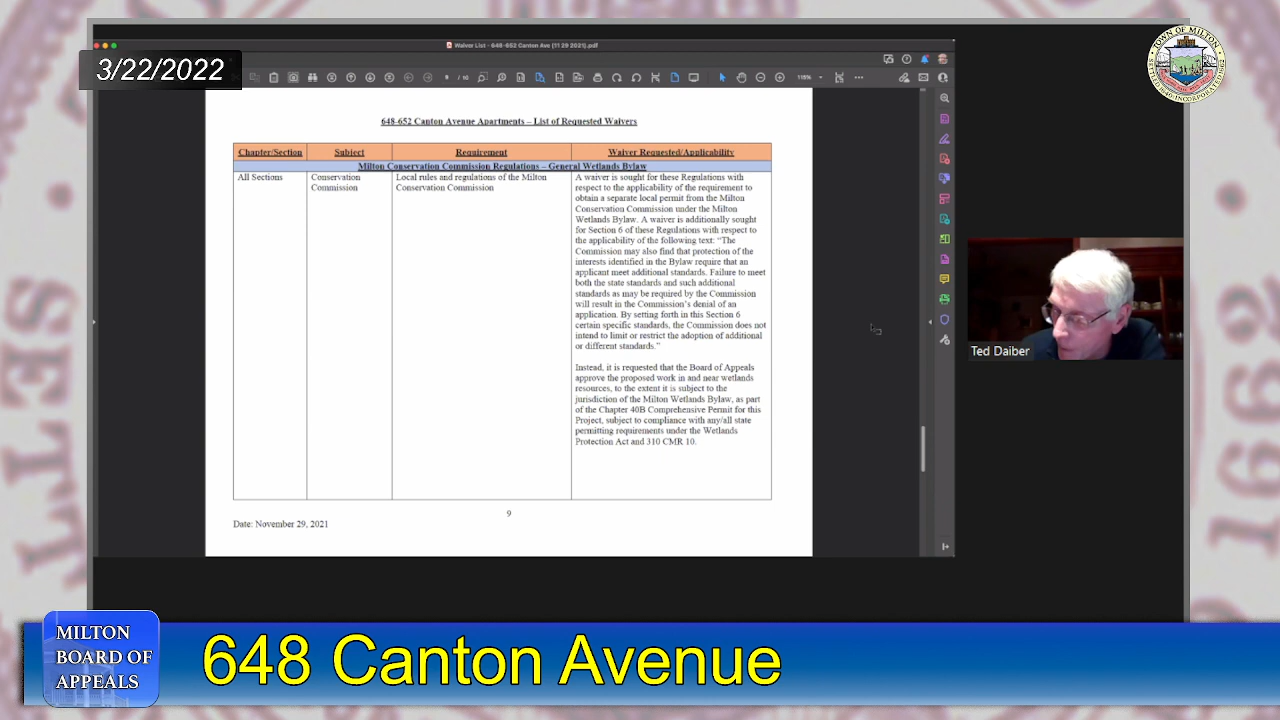 Waiver List - 648-652 Canton Ave (11 29 2021).pdf
3/22/2022
TOWN OF MILTON
9 / 10
115%
648-652 Canton Avenue Apartments – List of Requested Waivers
Chapter/Section Subject Requirement Waiver Requested/Applicability
Milton Conservation Commission Regulations – General Wetlands Bylaw
All Sections
Conservation
Commission
Local rules and regulations of the Milton
Conservation Commission
A waiver is sought for these Regulations with
respect to the applicability of the requirement to
obtain a separate local permit from the Milton
Conservation Commission under the Milton
Wetlands Bylaw. A waiver is additionally sought
for Section 6 of these Regulations with respect to
the applicability of the following text: “The
Commission may also find that protection of the
interests identified in the Bylaw require that an
applicant meet additional standards. Failure to meet
both the state standards and such additional
standards as may be required by the Commission
will result in the Commission’s denial of an
application. By setting forth in this Section 6
certain specific standards, the Commission does not
intend to limit or restrict the adoption of additional
or different standards.”
Instead, it is requested that the Board of Appeals
approve the proposed work in and near wetlands
resources, to the extent it is subject to the
jurisdiction of the Milton Wetlands Bylaw, as part
of the Chapter 40B Comprehensive Permit for this
Project, subject to compliance with any/all state
permitting requirements under the Wetlands
Protection Act and 310 CMR 10.
9
Date: November 29, 2021
Ted Daiber
MILTON
BOARD OF
APPEALS
648 Canton Avenue